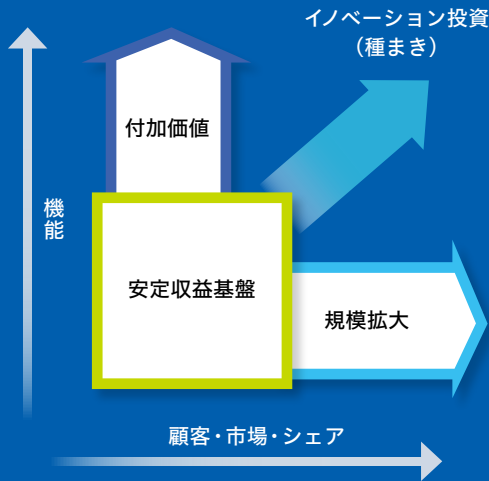 イノベーション投資
（種まき）
付加価値
機能
安定収益基盤
規模拡大
顧客・市場・シェア